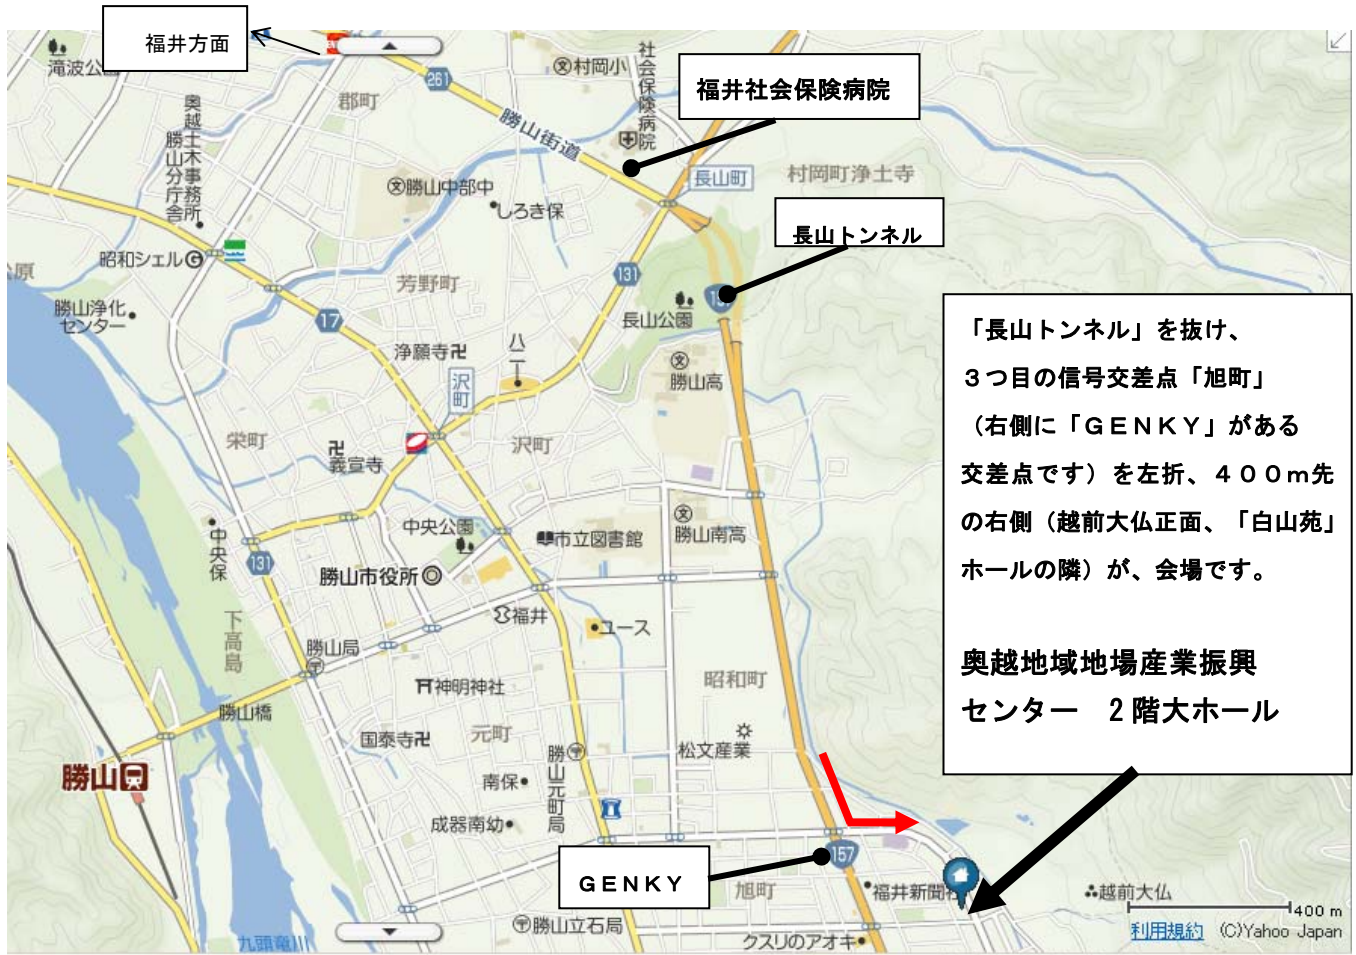 福井方面
滝波公園
261
郡町
村岡小
社会保険病院
福井社会保険病院
勝山街道
奥越土木事務所
勝山分庁舎
勝山中部中
しろき保
長山町
村岡町浄土寺
長山トンネル
昭和シェル
原
芳野町
131
157
勝山浄化
センター
17
長山公園
浄願寺
ハニー
勝山高
沢町
栄町
義宣寺
沢町
中央公園
市立図書館
勝山南高
中央保
131
勝山市役所
福井
ユース
下高島
勝山局
昭和町
神明神社
勝山橋
国泰寺
元町
松文産業
勝山
南保
勝山元町局
成器南幼
157
GENKY
旭町
福井新聞社
越前大仏
勝山立石局
クスリのアオキ
九頭竜川
400 m
利用規約 (C)Yahoo Japan
「長山トンネル」を抜け、
３つ目の信号交差点「旭町」
（右側に「ＧＥＮＫＹ」がある
交差点です）を左折、４００ｍ先
の右側（越前大仏正面、「白山苑」
ホールの隣）が、会場です。
奥越地域地場産業振興
センター　2階大ホール